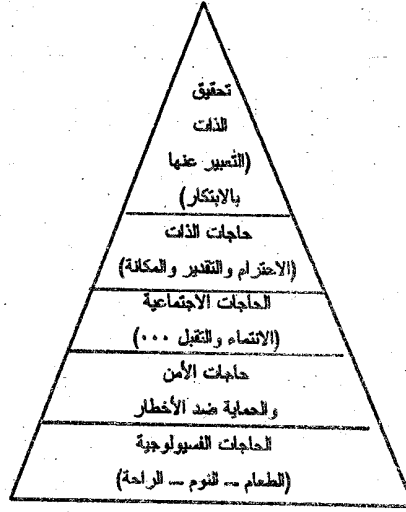 تحقيق
الذات
(التعبير عنها
بالابتكار)
حاجات الذات
(الاحترام والتقدير والمكانة)
الحاجات الاجتماعية
(الانتماء والتقبل ...)
حاجات الأمن
والحماية ضد الأخطار
الحاجات الفسيولوجية
(الطعام – النوم – الراحة)